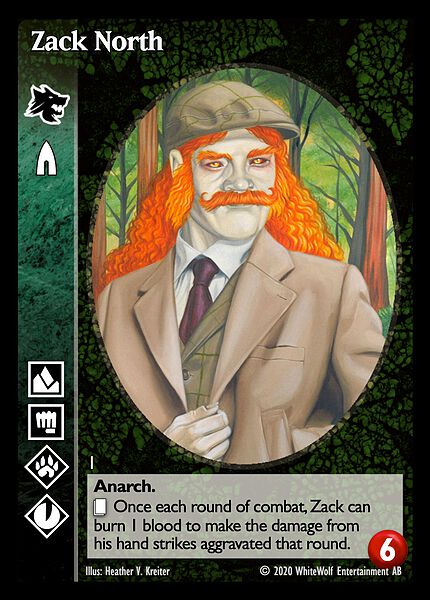 Zack North
Anarch.
Once each round of combat, Zack can
burn 1 blood to make the damage from
his hand strikes aggravated that round.
6
Illus: Heather V. Kreiter © 2020 WhiteWolf Entertainment AB